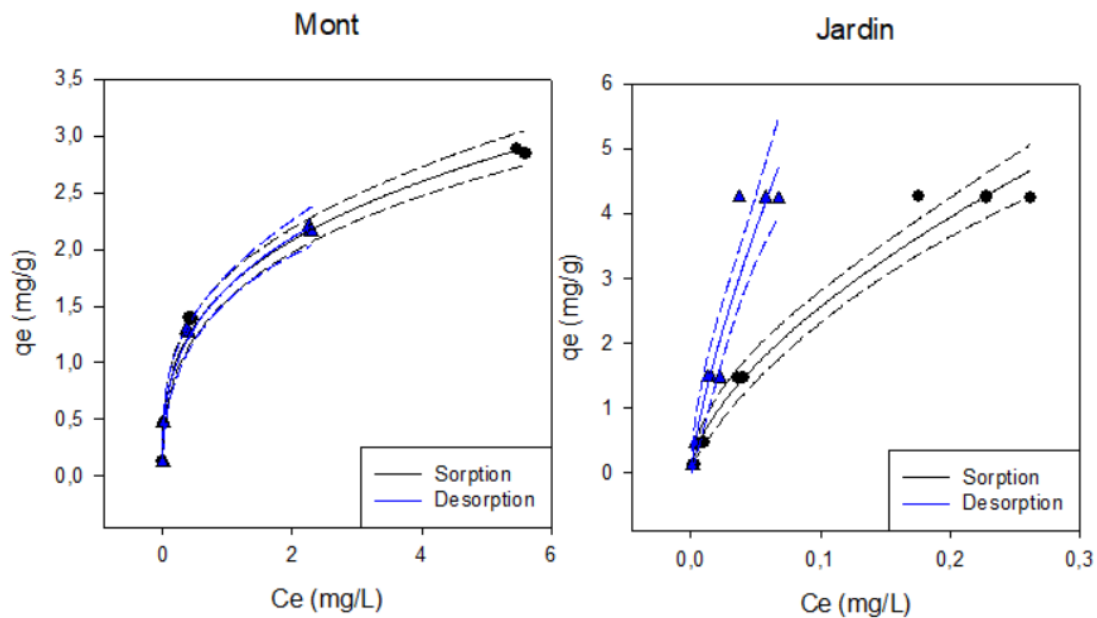 Mont
qe (mg/g)
3,5
3,0
2,5
2,0
1,5
1,0
0,5
0,0
0
2
4
6
Ce (mg/L)
Sorption
Desorption
Jardin
qe (mg/g)
6
5
4
3
2
1
0
0,0
0,1
0,2
0,3
Ce (mg/L)
Sorption
Desorption